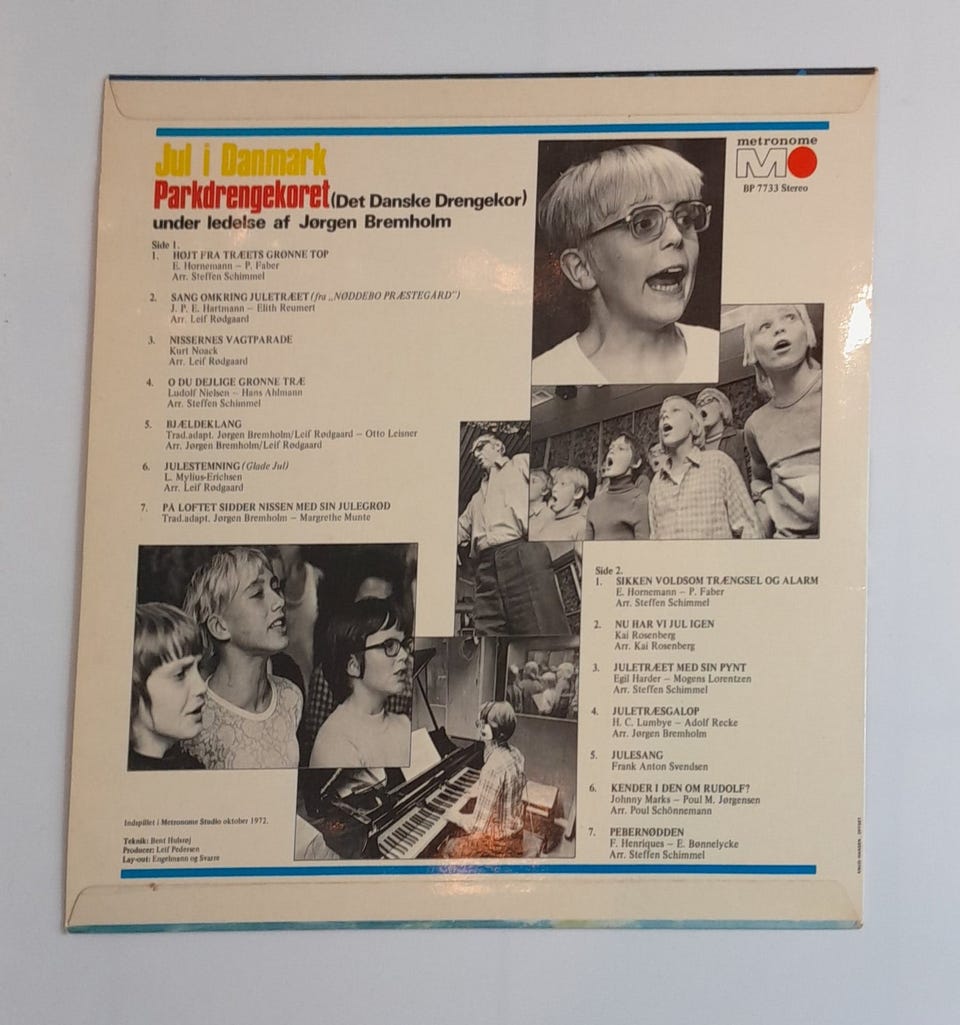 Jul i Danmark
Parkdrengekoret (Det Danske Drengekor)
under ledelse af Jørgen Bremholm
metronome
MO
BP 7733 Stereo
Side 1.
1. HØJT FRA TRÆETS GRØNNE TOP
E. Hornemann – P. Faber
Arr. Steffen Schimmel
2. SANG OMKRING JULETRÆET (fra „NØDDEBO PRÆSTEGÅRD")
J. P. E. Hartmann – Elith Reumert
Arr. Leif Rødgaard
3. NISSERNES VAGTPARADE
Kurt Noack
Arr. Leif Rødgaard
4. O DU DEJLIGE GRØNNE TRÆ
Ludolf Nielsen – Hans Ahlmann
Arr. Steffen Schimmel
5. BJÆLDEKLANG
Trad.adapt. Jørgen Bremholm/Leif Rødgaard – Otto Leisner
Arr. Jørgen Bremholm/Leif Rødgaard
6. JULESTEMNING (Glade Jul)
L. Mylius-Erichsen
Arr. Leif Rødgaard
7. PÅ LOFTET SIDDER NISSEN MED SIN JULEGRØD
Trad.adapt. Jørgen Bremholm – Margrethe Munte
Side 2.
1. SIKKEN VOLDSOM TRÆNGSEL OG ALARM
E. Hornemann – P. Faber
Arr. Steffen Schimmel
2. NU HAR VI JUL IGEN
Kai Rosenberg
Arr. Kai Rosenberg
3. JULETRÆET MED SIN PYNT
Egil Harder – Mogens Lorentzen
Arr. Steffen Schimmel
4. JULETRÆSGALOP
H. C. Lumbye – Adolf Recke
Arr. Jørgen Bremholm
5. JULESANG
Frank Anton Svendsen
6. KENDER I DEN OM RUDOLF?
Johnny Marks – Poul M. Jørgensen
Arr. Poul Schönnemann
7. PEBERNØDDEN
F. Henriques – E. Bønnelycke
Arr. Steffen Schimmel
Indspillet i Metronome Studio oktober 1972.
Teknik: Bent Hulsrøj
Producer: Leif Pedersen
Lay-out: Engelmann og Svarre